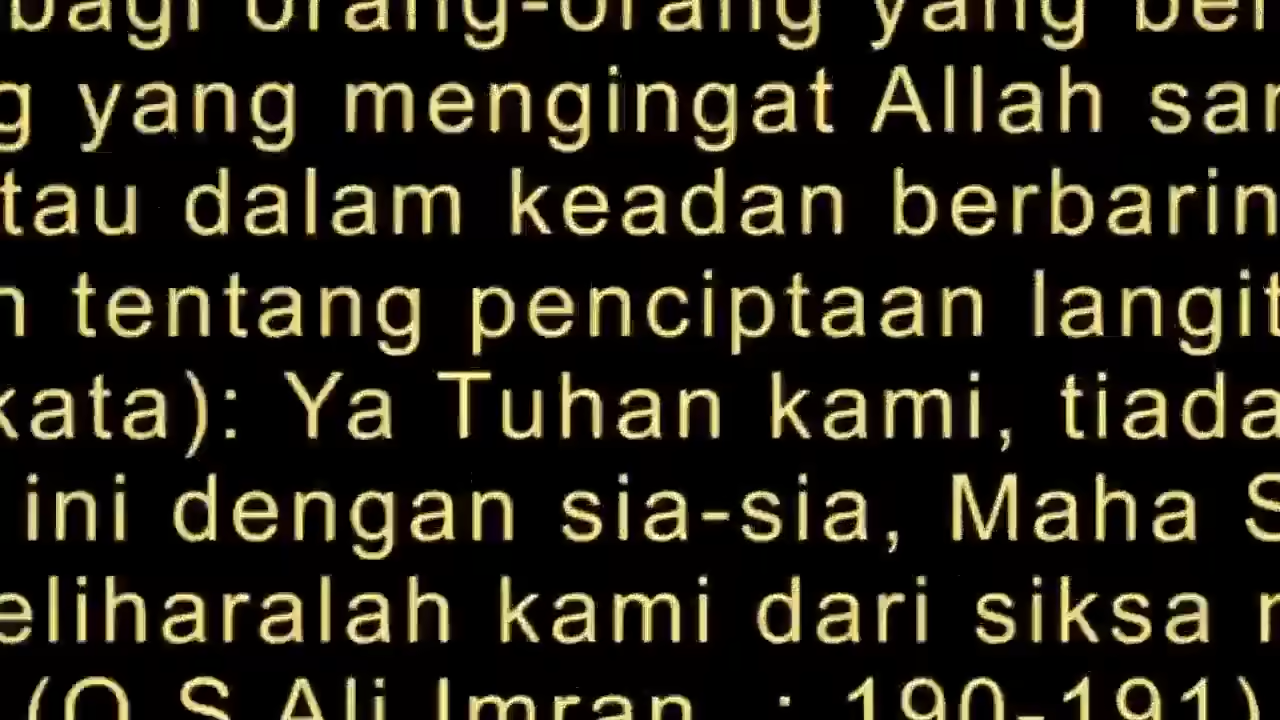 bagi orang-orang yang ber
g yang mengingat Allah sam
tau dalam keadan berbarin
n tentang penciptaan langit
kata): Ya Tuhan kami, tiada
ini dengan sia-sia, Maha S
eliharalah kami dari siksa n
(Q.S Ali Imran : 190-191)